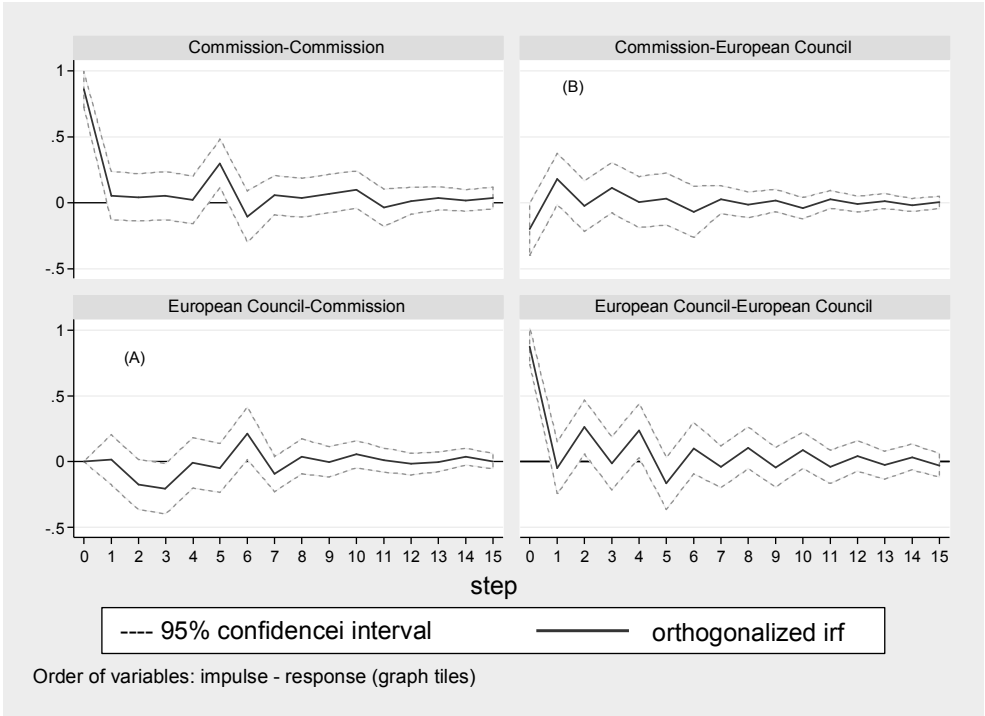 Commission-Commission
Commission-European Council
1
.5
0
-.5
(B)
European Council-Commission
European Council-European Council
1
.5
0
-.5
(A)
0 1 2 3 4 5 6 7 8 9 10 11 12 13 14 15
0 1 2 3 4 5 6 7 8 9 10 11 12 13 14 15
step
---- 95% confidencei interval
orthogonalized irf
Order of variables: impulse - response (graph tiles)